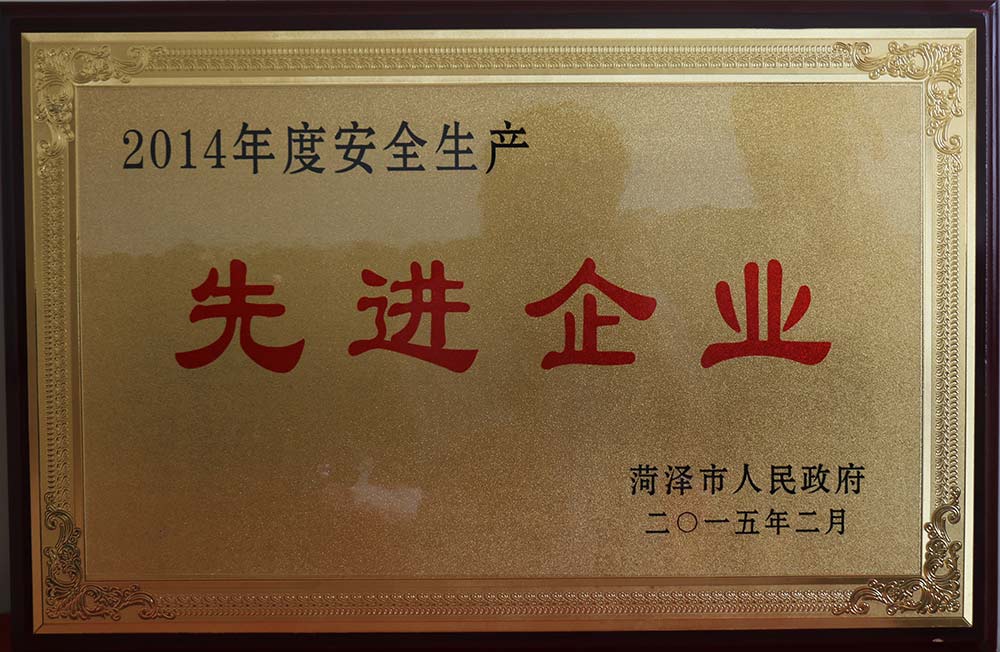 2014年度安全生产
先进企业
菏泽市人民政府
二〇一五年二月